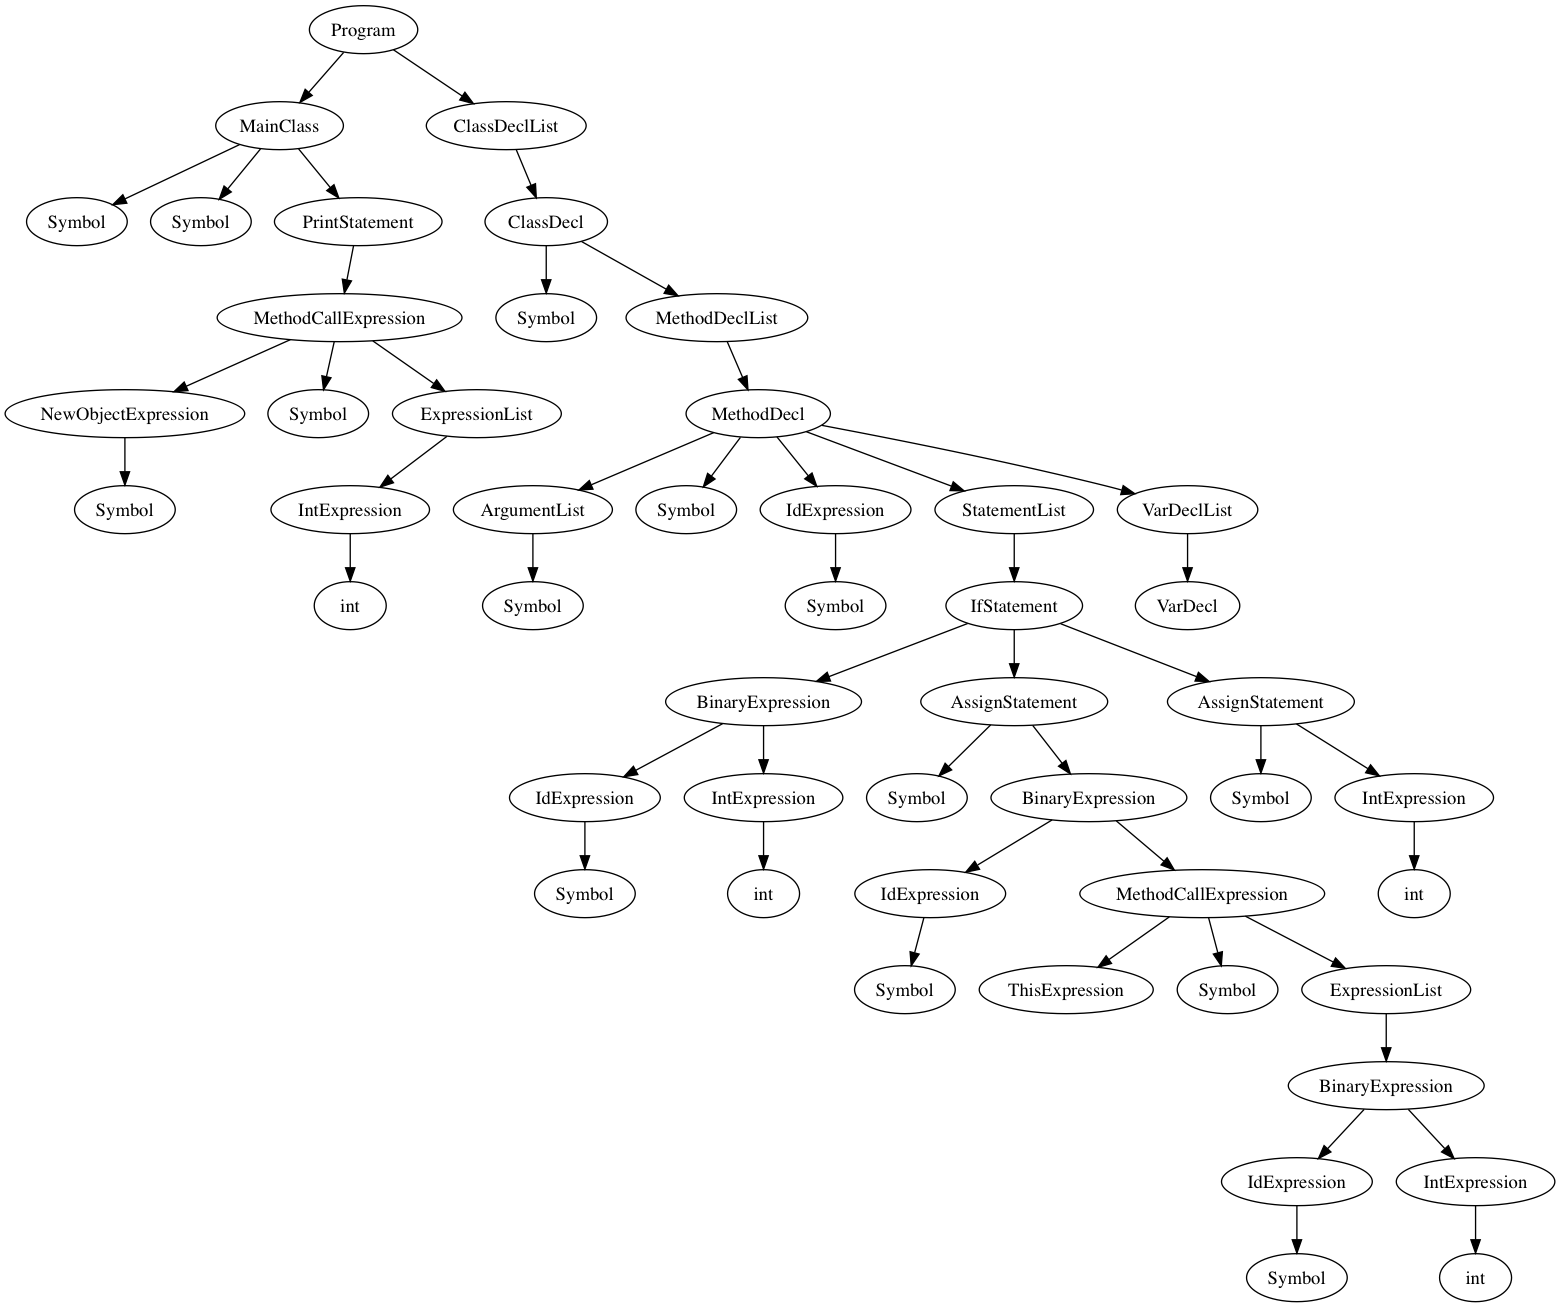 Program
MainClass
ClassDeclList
Symbol
Symbol
PrintStatement
ClassDecl
MethodCallExpression
Symbol
MethodDeclList
NewObjectExpression
Symbol
ExpressionList
MethodDecl
Symbol
IntExpression
ArgumentList
Symbol
IdExpression
StatementList
VarDeclList
int
Symbol
Symbol
IfStatement
VarDecl
BinaryExpression
AssignStatement
AssignStatement
IdExpression
IntExpression
Symbol
BinaryExpression
Symbol
IntExpression
Symbol
int
IdExpression
MethodCallExpression
int
Symbol
ThisExpression
Symbol
ExpressionList
BinaryExpression
IdExpression
IntExpression
Symbol
int